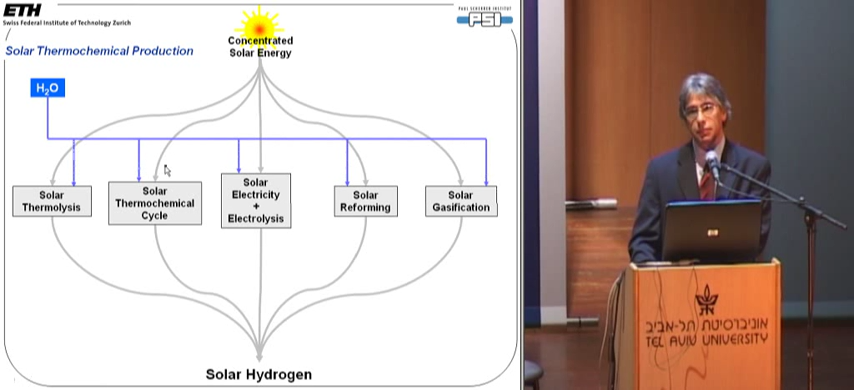 ETH
Swiss Federal Institute of Technology Zurich
PAUL SCHERRER INSTITUT
PSI
Solar Thermochemical Production
Concentrated
Solar Energy
H₂O
Solar
Thermolysis
Solar
Thermochemical
Cycle
Solar
Electricity
+
Electrolysis
Solar
Reforming
Solar
Gasification
Solar Hydrogen
hp
אוניברסיטת תל-אביב
TEL AVIV UNIVERSITY